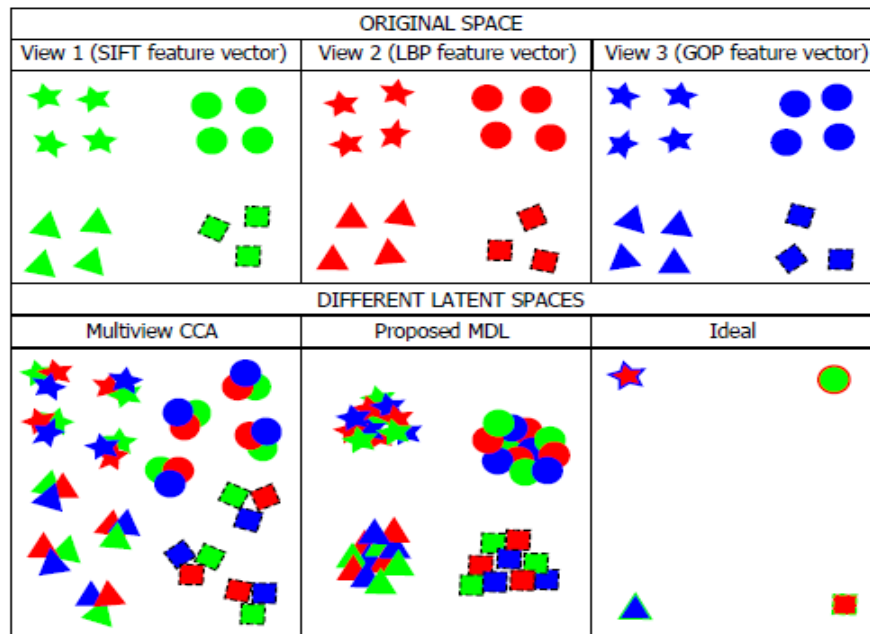 ORIGINAL SPACE
View 1 (SIFT feature vector)
View 2 (LBP feature vector)
View 3 (GOP feature vector)
DIFFERENT LATENT SPACES
Multiview CCA
Proposed MDL
Ideal